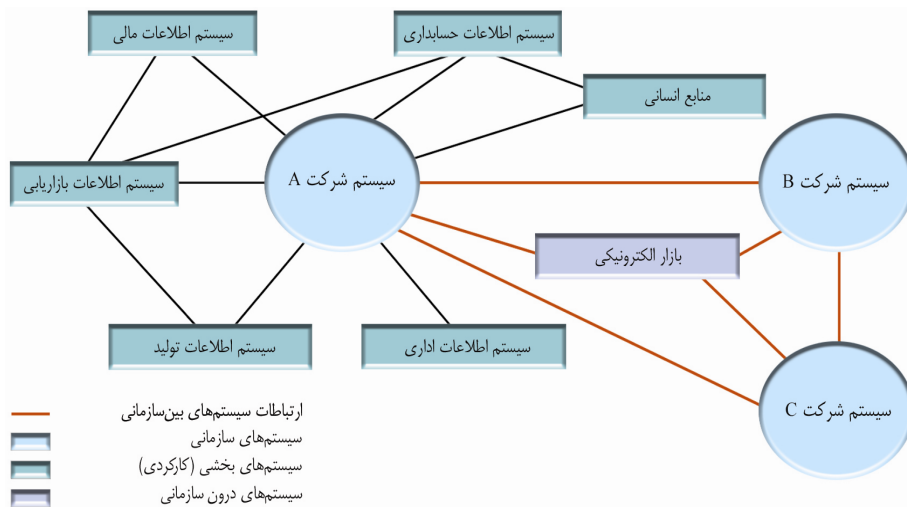 سیستم اطلاعات مالی
سیستم اطلاعات حسابداری
منابع انسانی
سیستم شرکت A
سیستم شرکت B
سیستم اطلاعات بازاریابی
بازار الکترونیکی
سیستم اطلاعات تولید
سیستم اطلاعات اداری
سیستم شرکت C
ارتباطات سیستم‌های بین‌سازمانی
سیستم‌های سازمانی
سیستم‌های بخشی (کارکردی)
سیستم‌های درون سازمانی